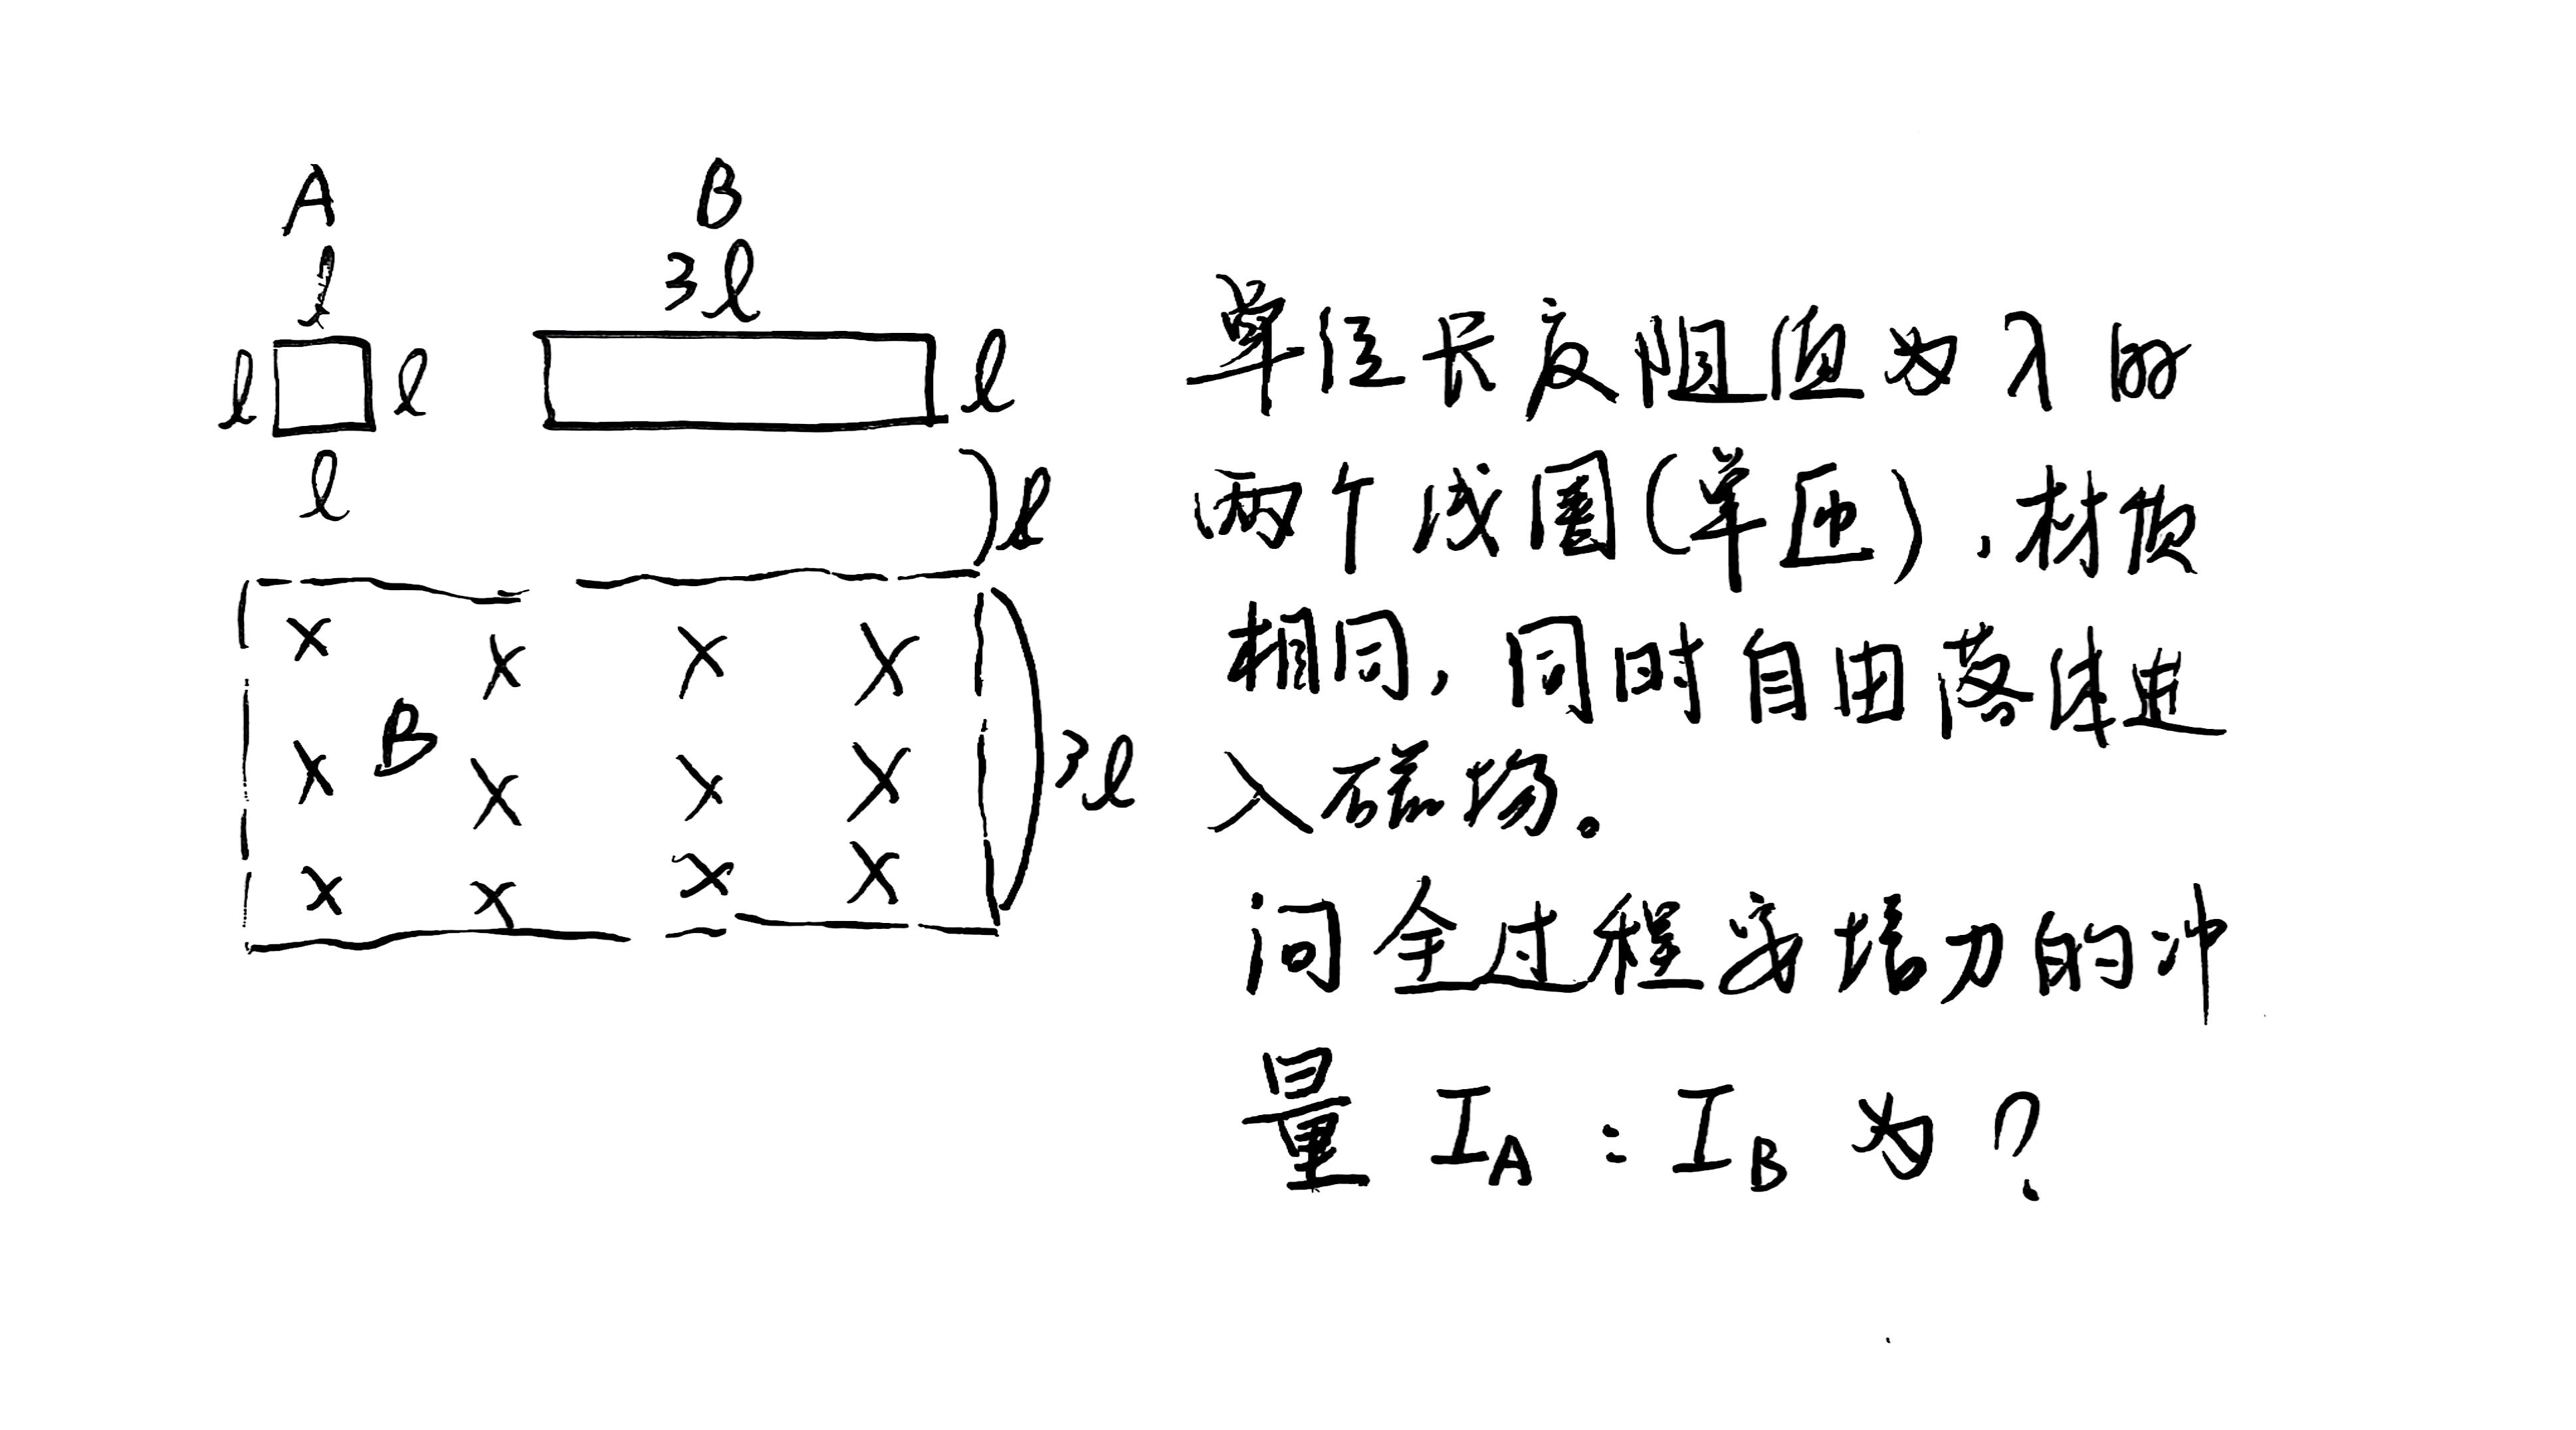 A
B
l
3l
l
l
l
l
l
B
3l
单位长度阻值为λ的
两个线圈(单匝),材质
相同,同时自由落体进
入磁场。
问全过程安培力的冲
量 I_A : I_B 为?